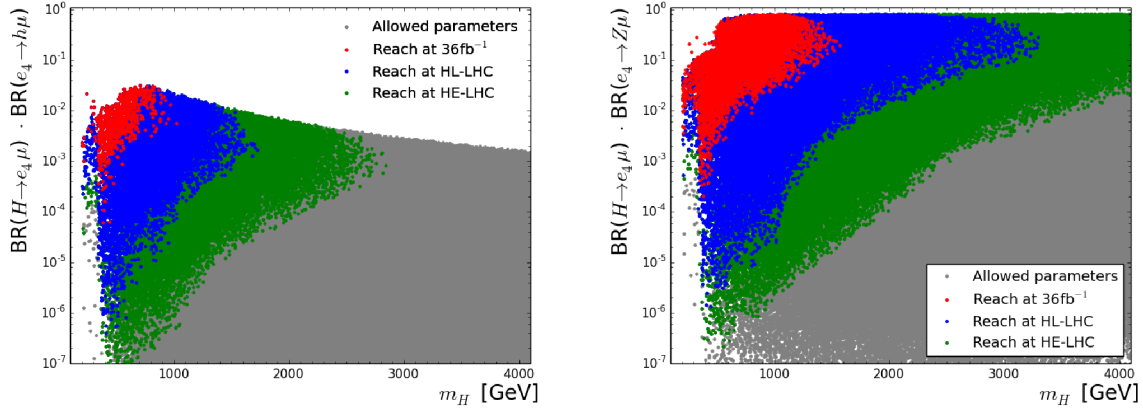 BR(H→e₄μ) · BR(e₄→hμ)
10⁰
10⁻¹
10⁻²
10⁻³
10⁻⁴
10⁻⁵
10⁻⁶
10⁻⁷
Allowed parameters
Reach at 36fb⁻¹
Reach at HL-LHC
Reach at HE-LHC
1000 2000 3000 4000
m_H [GeV]
BR(H→e₄μ) · BR(e₄→Zμ)
10⁰
10⁻¹
10⁻²
10⁻³
10⁻⁴
10⁻⁵
10⁻⁶
10⁻⁷
Allowed parameters
Reach at 36fb⁻¹
Reach at HL-LHC
Reach at HE-LHC
1000 2000 3000 4000
m_H [GeV]